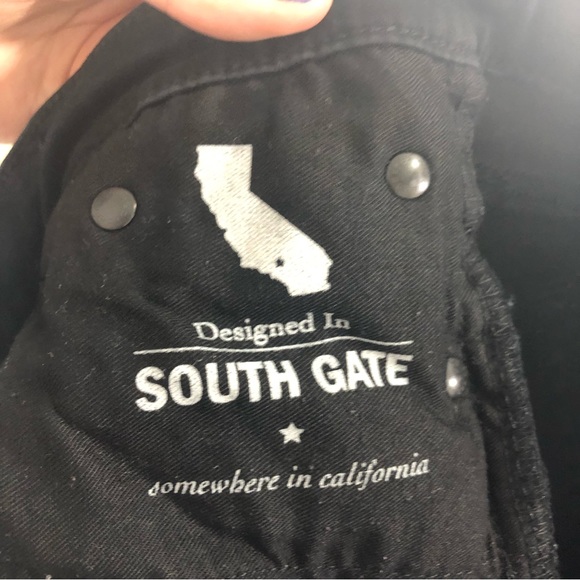 Designed In
SOUTH GATE
somewhere in california